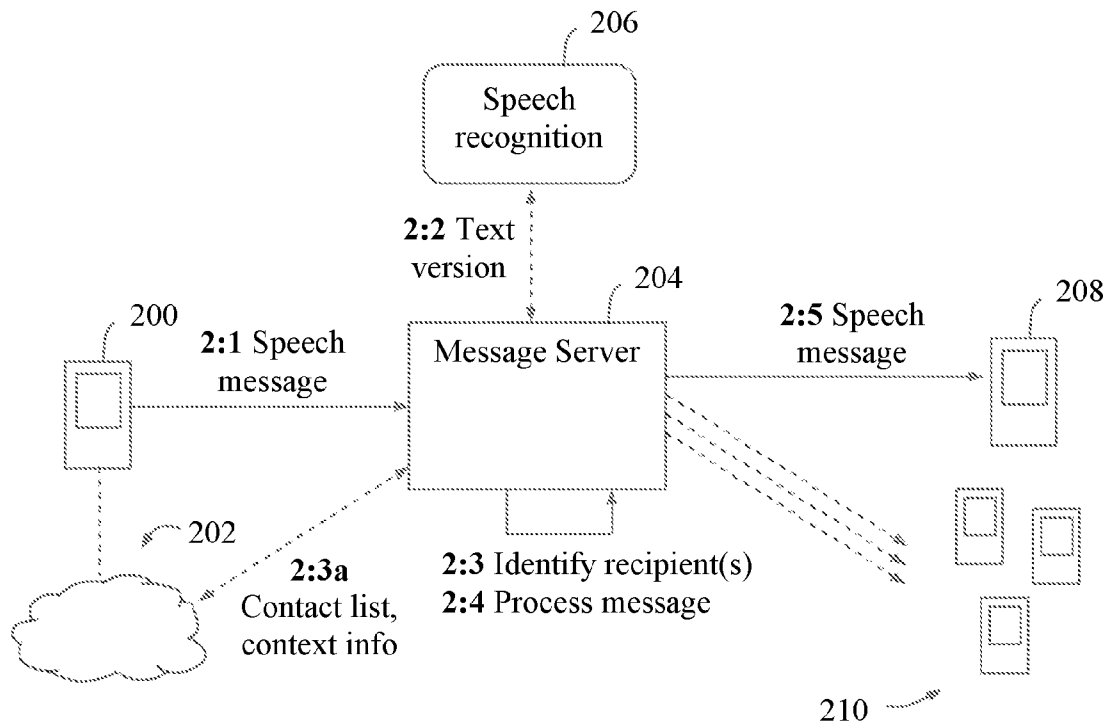 206
Speech
recognition
2:2 Text
version
204
208
200
2:1 Speech
message
Message Server
2:5 Speech
message
202
2:3a
Contact list,
context info
2:3 Identify recipient(s)
2:4 Process message
210